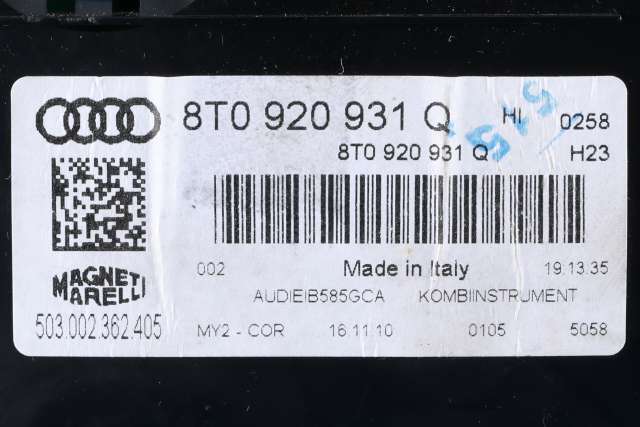 8T0 920 931 Q HI 0258
8T0 920 931 Q H23
002 Made in Italy 19.13.35
MAGNETI MARELLI
AUDIEIB585GCA KOMBIINSTRUMENT
503.002.362.405 MY2 - COR 16.11.10 0105 5058